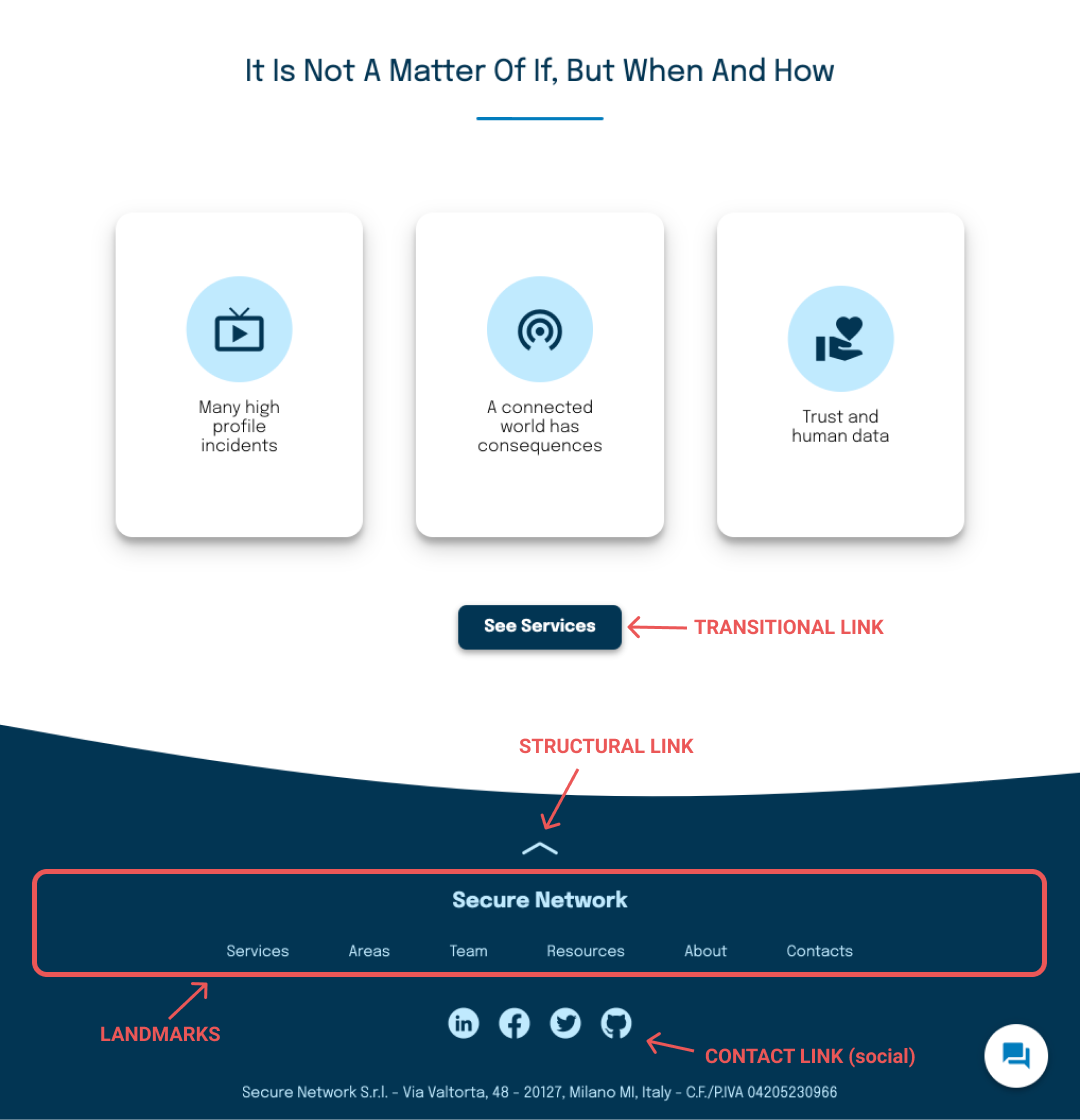 It Is Not A Matter Of If, But When And How
Many high
profile
incidents
A connected
world has
consequences
Trust and
human data
See Services
TRANSITIONAL LINK
STRUCTURAL LINK
Secure Network
Services Areas Team Resources About Contacts
LANDMARKS
in
CONTACT LINK (social)
Secure Network S.r.l. - Via Valtorta, 48 - 20127, Milano MI, Italy - C.F./P.IVA 04205230966